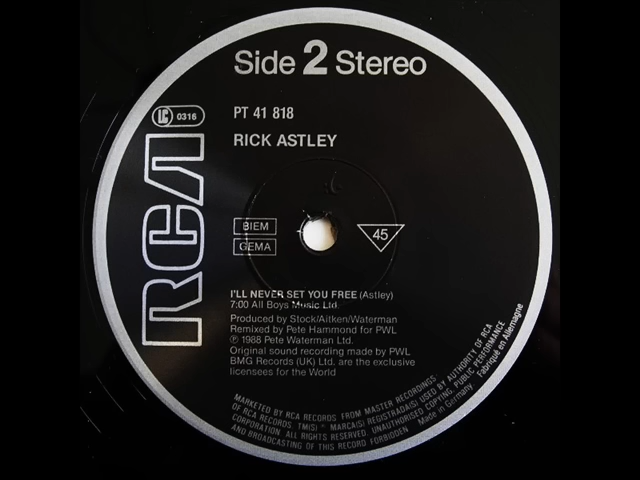 Side 2 Stereo
LC 0316
PT 41 818
RICK ASTLEY
RCA
BIEM
GEMA
45
I'LL NEVER SET YOU FREE (Astley)
7:00 All Boys Music Ltd.
Produced by Stock/Aitken/Waterman
Remixed by Pete Hammond for PWL
℗ 1988 Pete Waterman Ltd.
Original sound recording made by PWL
BMG Records (UK) Ltd. are the exclusive
licensees for the World
MARKETED BY RCA RECORDS. FROM MASTER RECORDINGS
OF RCA RECORDS. TM(S) ® MARCA(S) REGISTRADA(S) USED BY AUTHORITY OF RCA
CORPORATION. ALL RIGHTS RESERVED. UNAUTHORISED COPYING, PUBLIC PERFORMANCE
AND BROADCASTING OF THIS RECORD FORBIDDEN
Made in Germany
Fabriqué en Allemagne